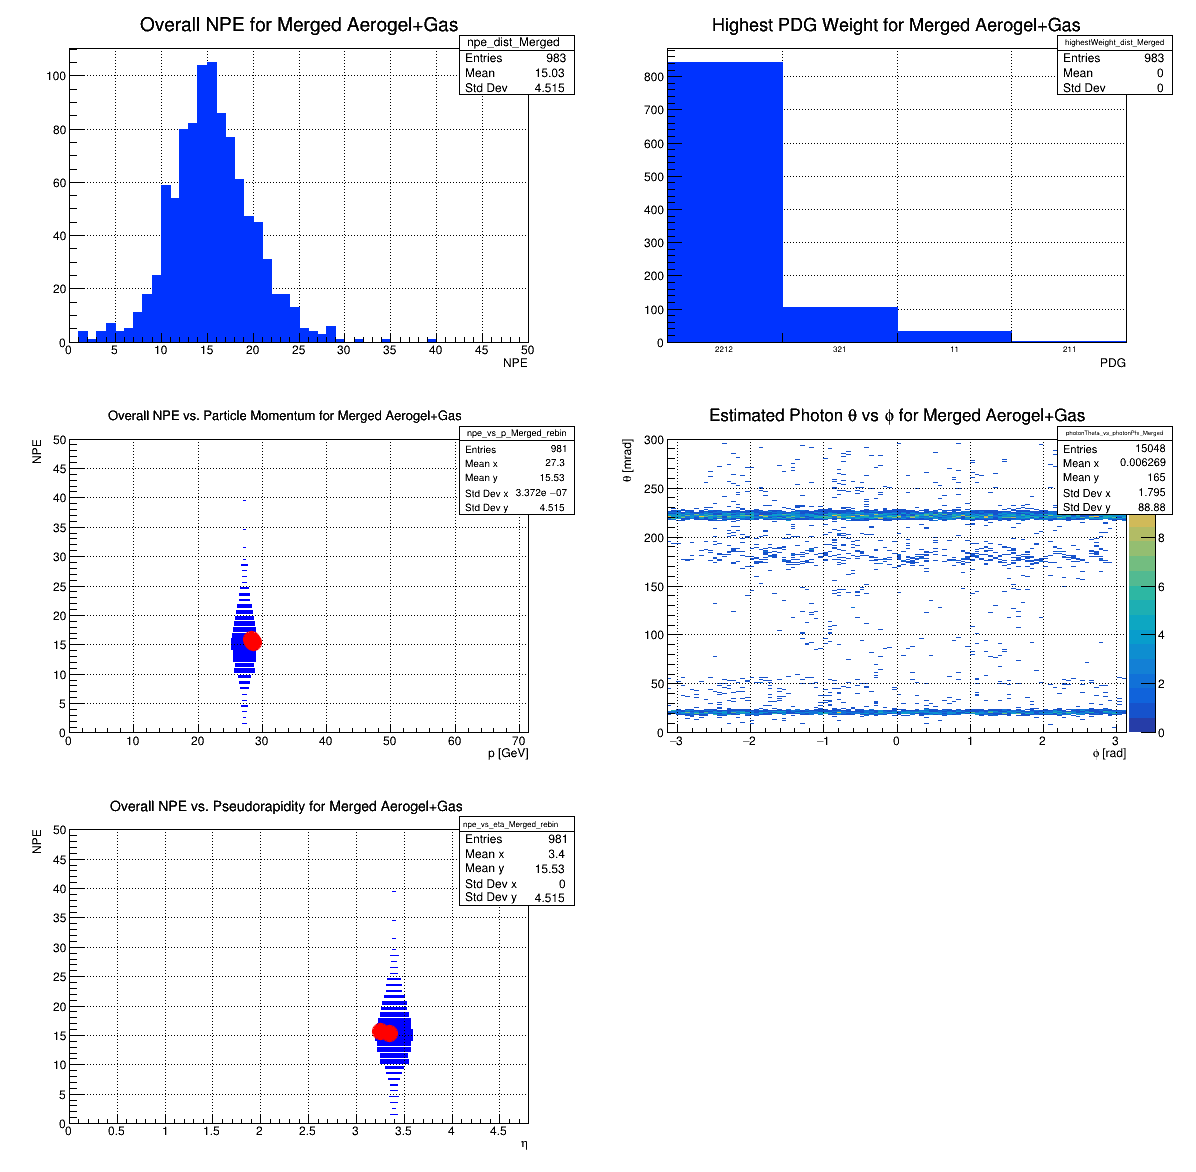 Overall NPE for Merged Aerogel+Gas
npe_dist_Merged
Entries 983
Mean 15.03
Std Dev 4.515
100
80
60
40
20
0
0 5 10 15 20 25 30 35 40 45 50
NPE
Highest PDG Weight for Merged Aerogel+Gas
highestWeight_dist_Merged
Entries 983
Mean 0
Std Dev 0
800
700
600
500
400
300
200
100
0
2212 321 11 211
PDG
Overall NPE vs. Particle Momentum for Merged Aerogel+Gas
NPE
npe_vs_p_Merged_rebin
Entries 981
Mean x 27.3
Mean y 15.53
Std Dev x 3.372e −07
Std Dev y 4.515
50
45
40
35
30
25
20
15
10
5
0
0 10 20 30 40 50 60 70
p [GeV]
Estimated Photon θ vs ϕ for Merged Aerogel+Gas
θ [mrad]
photonTheta_vs_photonPhi_Merged
Entries 15048
Mean x 0.006269
Mean y 165
Std Dev x 1.795
Std Dev y 88.88
300
250
200
150
100
50
0
8
6
4
2
0
−3 −2 −1 0 1 2 3
ϕ [rad]
Overall NPE vs. Pseudorapidity for Merged Aerogel+Gas
NPE
npe_vs_eta_Merged_rebin
Entries 981
Mean x 3.4
Mean y 15.53
Std Dev x 0
Std Dev y 4.515
50
45
40
35
30
25
20
15
10
5
0
0 0.5 1 1.5 2 2.5 3 3.5 4 4.5
η